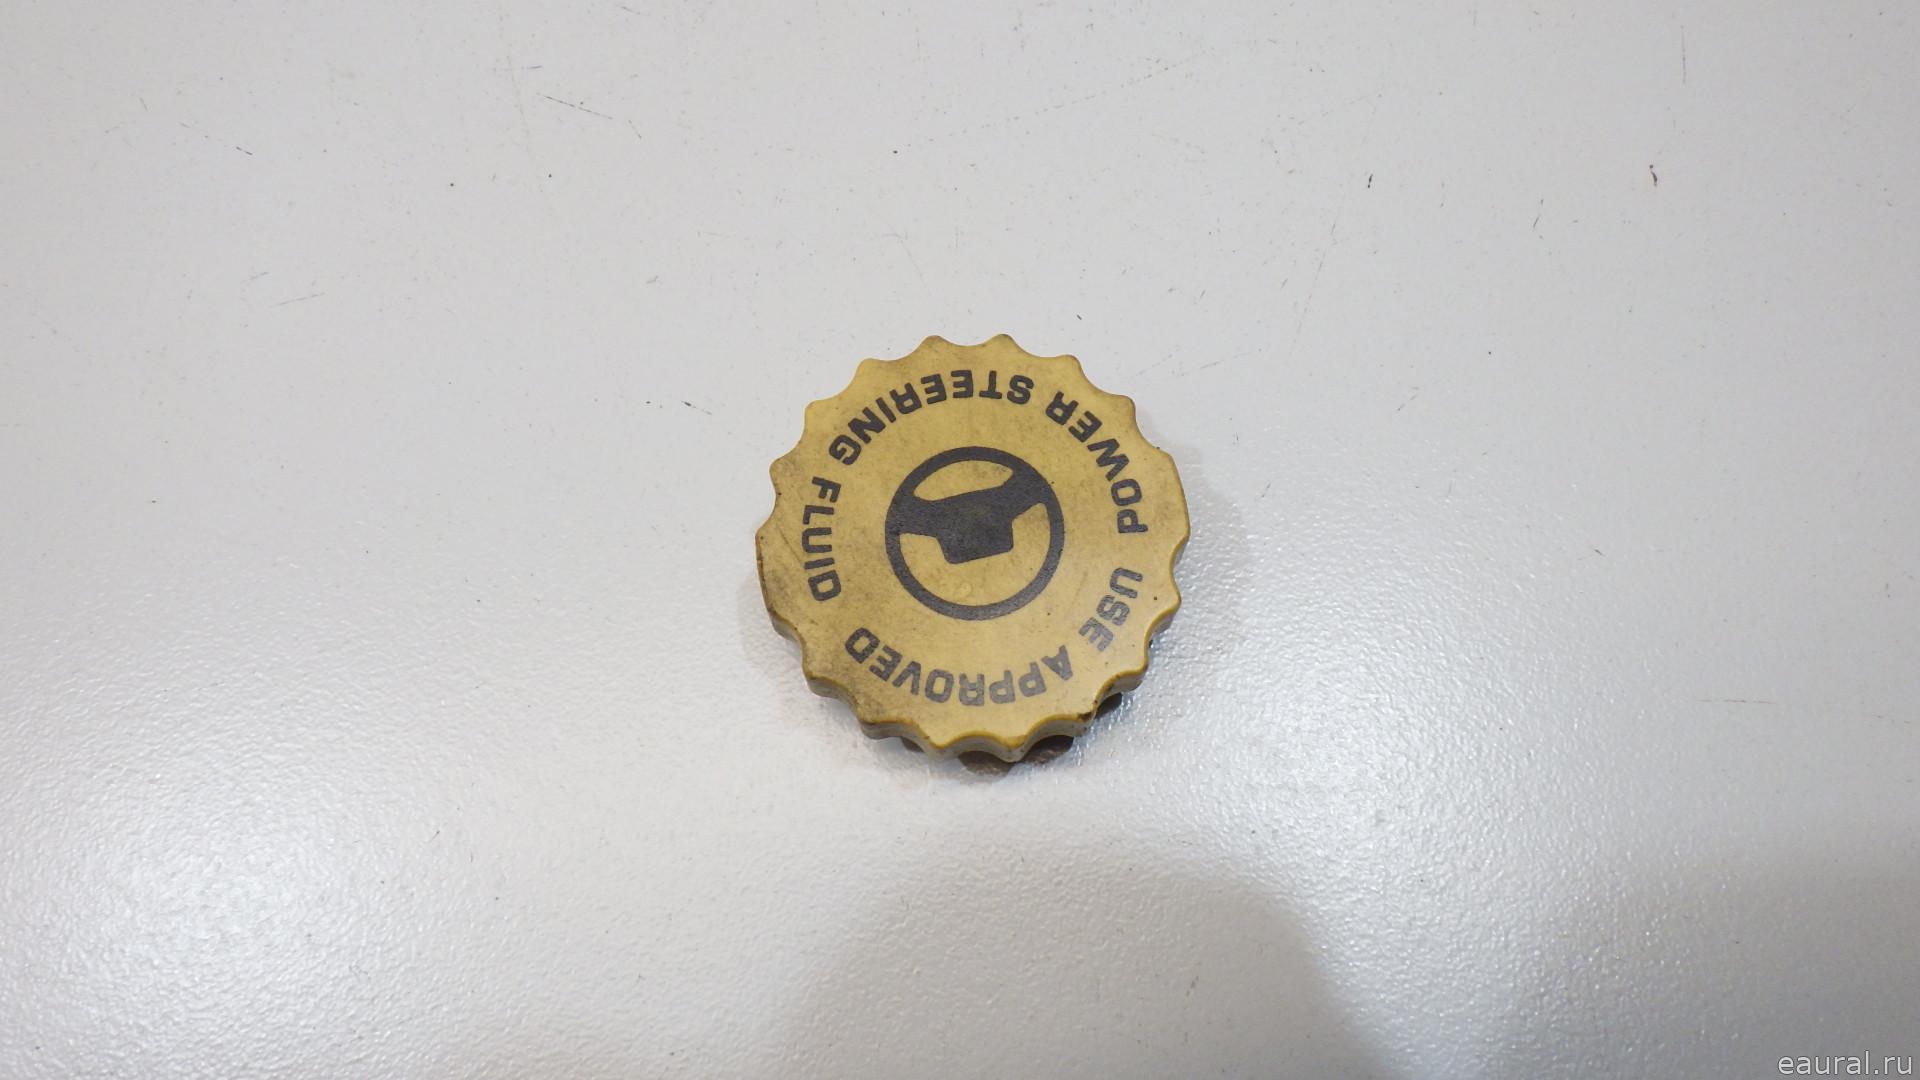 USE APPROVED
POWER STEERING FLUID
eaural.ru